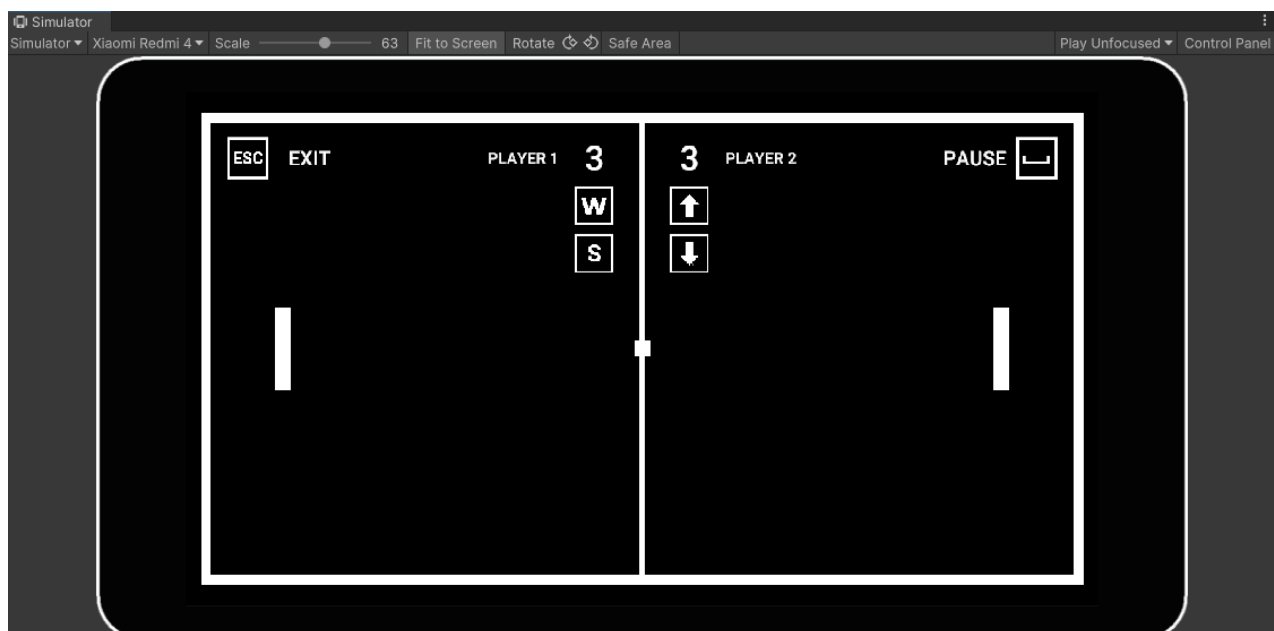 Simulator
Simulator Xiaomi Redmi 4 Scale 63 Fit to Screen Rotate Safe Area Play Unfocused Control Panel
ESC EXIT PLAYER 1 3 3 PLAYER 2 PAUSE
W
S